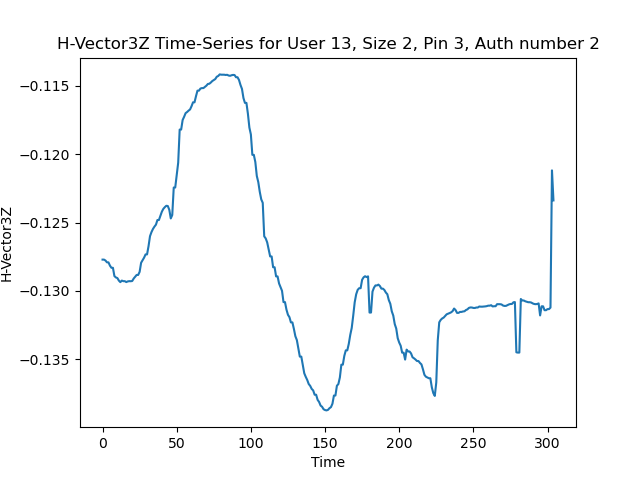 H-Vector3Z Time-Series for User 13, Size 2, Pin 3, Auth number 2
H-Vector3Z
−0.115
−0.120
−0.125
−0.130
−0.135
0 50 100 150 200 250 300
Time